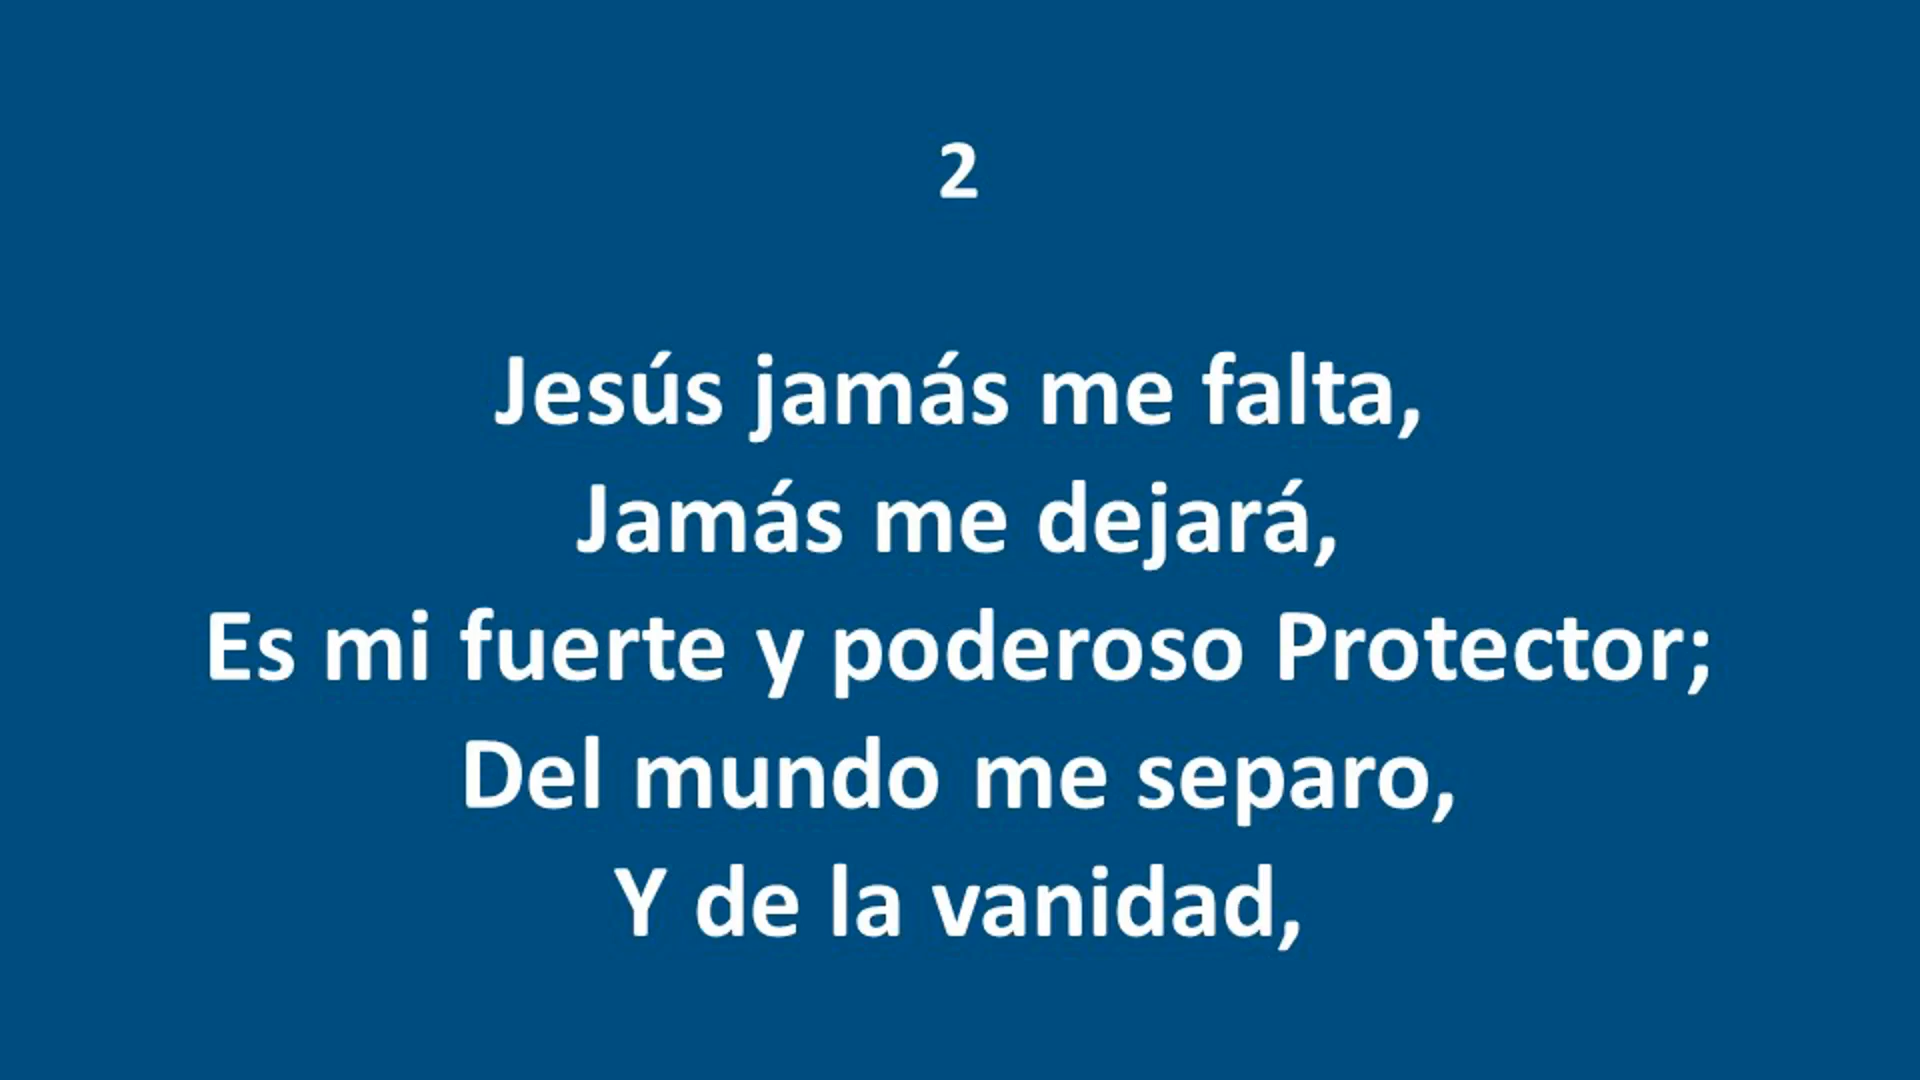 2
Jesús jamás me falta,
Jamás me dejará,
Es mi fuerte y poderoso Protector;
Del mundo me separo,
Y de la vanidad,